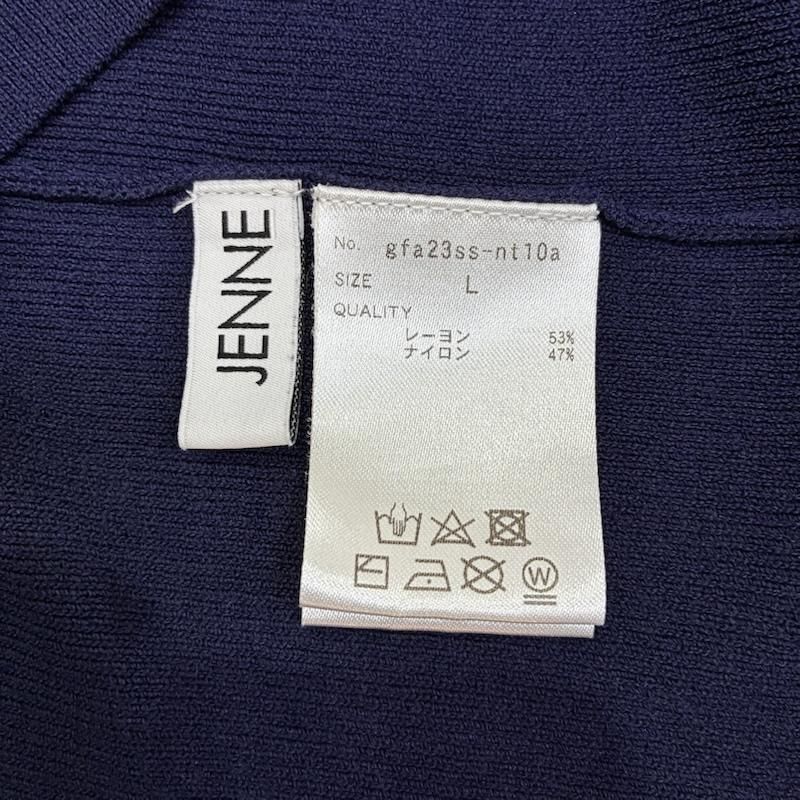 JENNE
No. gfa23ss-nt10a
SIZE L
QUALITY
レーヨン 53%
ナイロン 47%
W